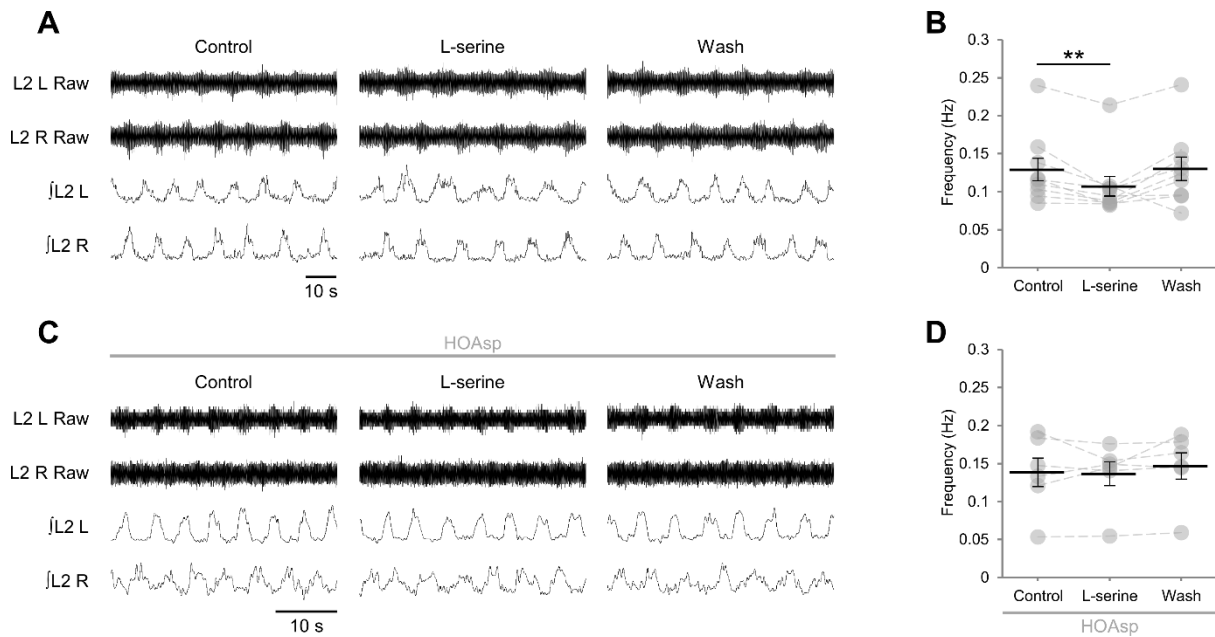 A
Control L-serine Wash
L2 L Raw
L2 R Raw
∫L2 L
∫L2 R
10 s
B
**
0.3
0.25
0.2
0.15
0.1
0.05
0
Frequency (Hz)
Control L-serine Wash
C
HOAsp
Control L-serine Wash
L2 L Raw
L2 R Raw
∫L2 L
∫L2 R
10 s
D
0.3
0.25
0.2
0.15
0.1
0.05
0
Frequency (Hz)
Control L-serine Wash
HOAsp